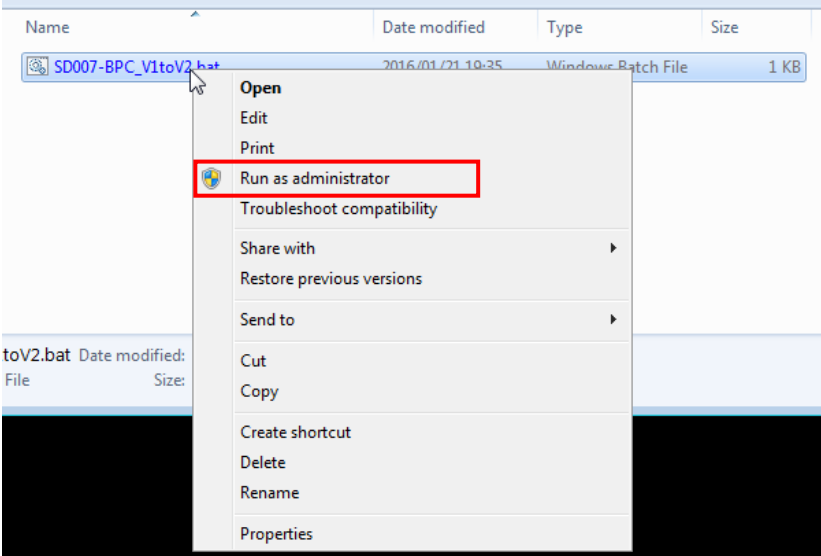 Name Date modified Type Size
SD007-BPC_V1toV2.bat 2016/01/21 19:35 Windows Batch File 1 KB
Open
Edit
Print
Run as administrator
Troubleshoot compatibility
Share with
Restore previous versions
Send to
toV2.bat Date modified:
File Size:
Cut
Copy
Create shortcut
Delete
Rename
Properties